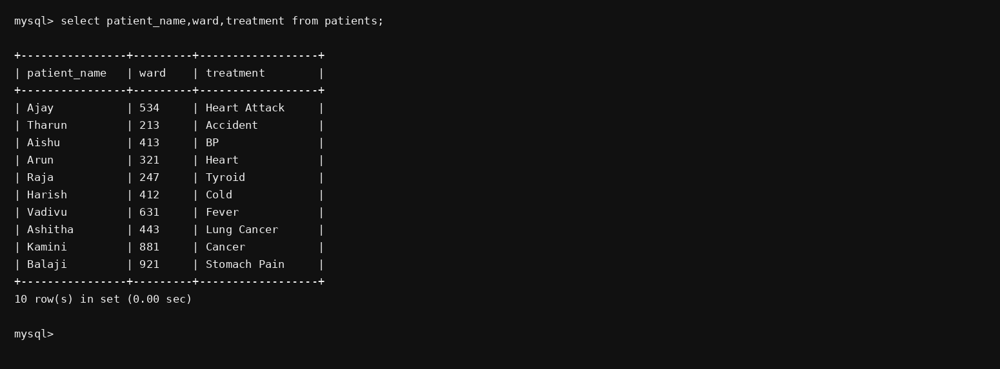 mysql> select patient_name,ward,treatment from patients;
+----------------+---------+------------------+
| patient_name   | ward    | treatment        |
+----------------+---------+------------------+
| Ajay           | 534     | Heart Attack     |
| Tharun         | 213     | Accident         |
| Aishu          | 413     | BP               |
| Arun           | 321     | Heart            |
| Raja           | 247     | Tyroid           |
| Harish         | 412     | Cold             |
| Vadivu         | 631     | Fever            |
| Ashitha        | 443     | Lung Cancer      |
| Kamini         | 881     | Cancer           |
| Balaji         | 921     | Stomach Pain     |
+----------------+---------+------------------+
10 row(s) in set (0.00 sec)
mysql>